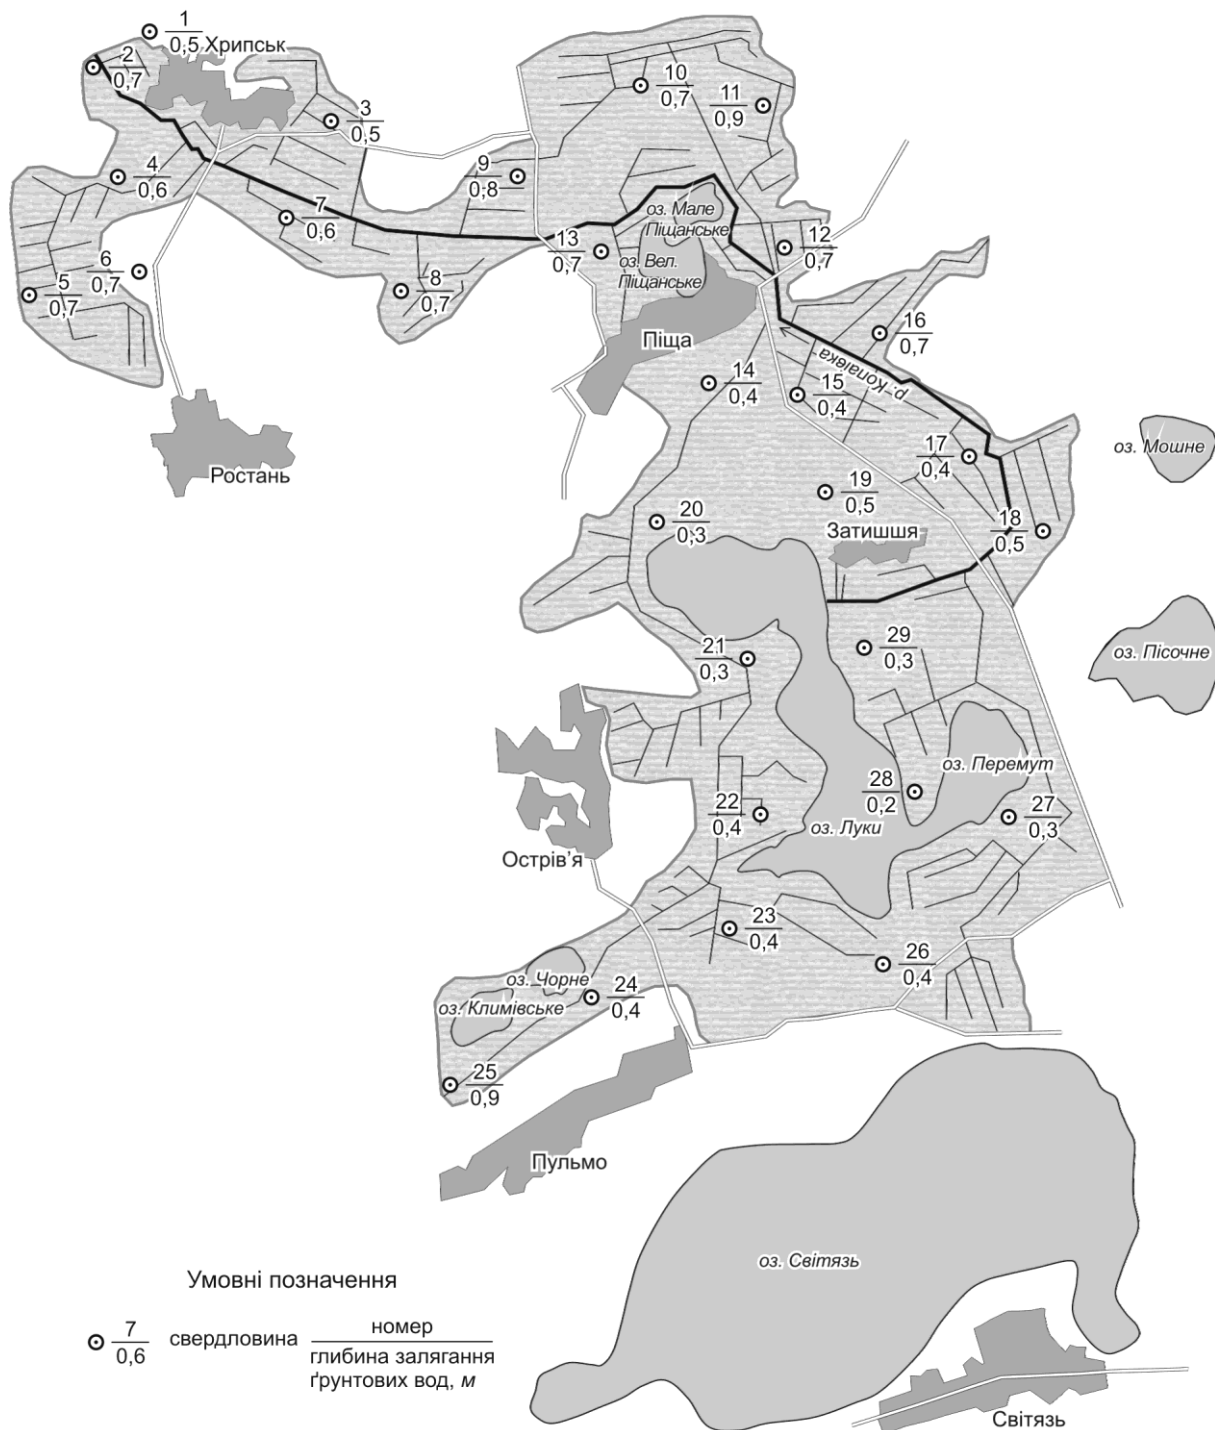 1
0,5
Хрипськ
2
0,7
3
0,5
10
0,7
11
0,9
4
0,6
9
0,8
7
0,6
оз. Мале
Піщанське
13
0,7
оз. Вел.
Піщанське
12
0,7
6
0,7
5
0,7
8
0,7
Піща
16
0,7
р. Копаївка
14
0,4
15
0,4
оз. Мошне
17
0,4
Ростань
19
0,5
20
0,3
Затишшя
18
0,5
21
0,3
29
0,3
оз. Пісочне
оз. Перемут
28
0,2
22
0,4
27
0,3
оз. Луки
Острів'я
23
0,4
26
0,4
оз. Чорне
24
0,4
оз. Климівське
25
0,9
Пульмо
оз. Світязь
Умовні позначення
7
0,6
свердловина
номер
глибина залягання
ґрунтових вод, м
Світязь